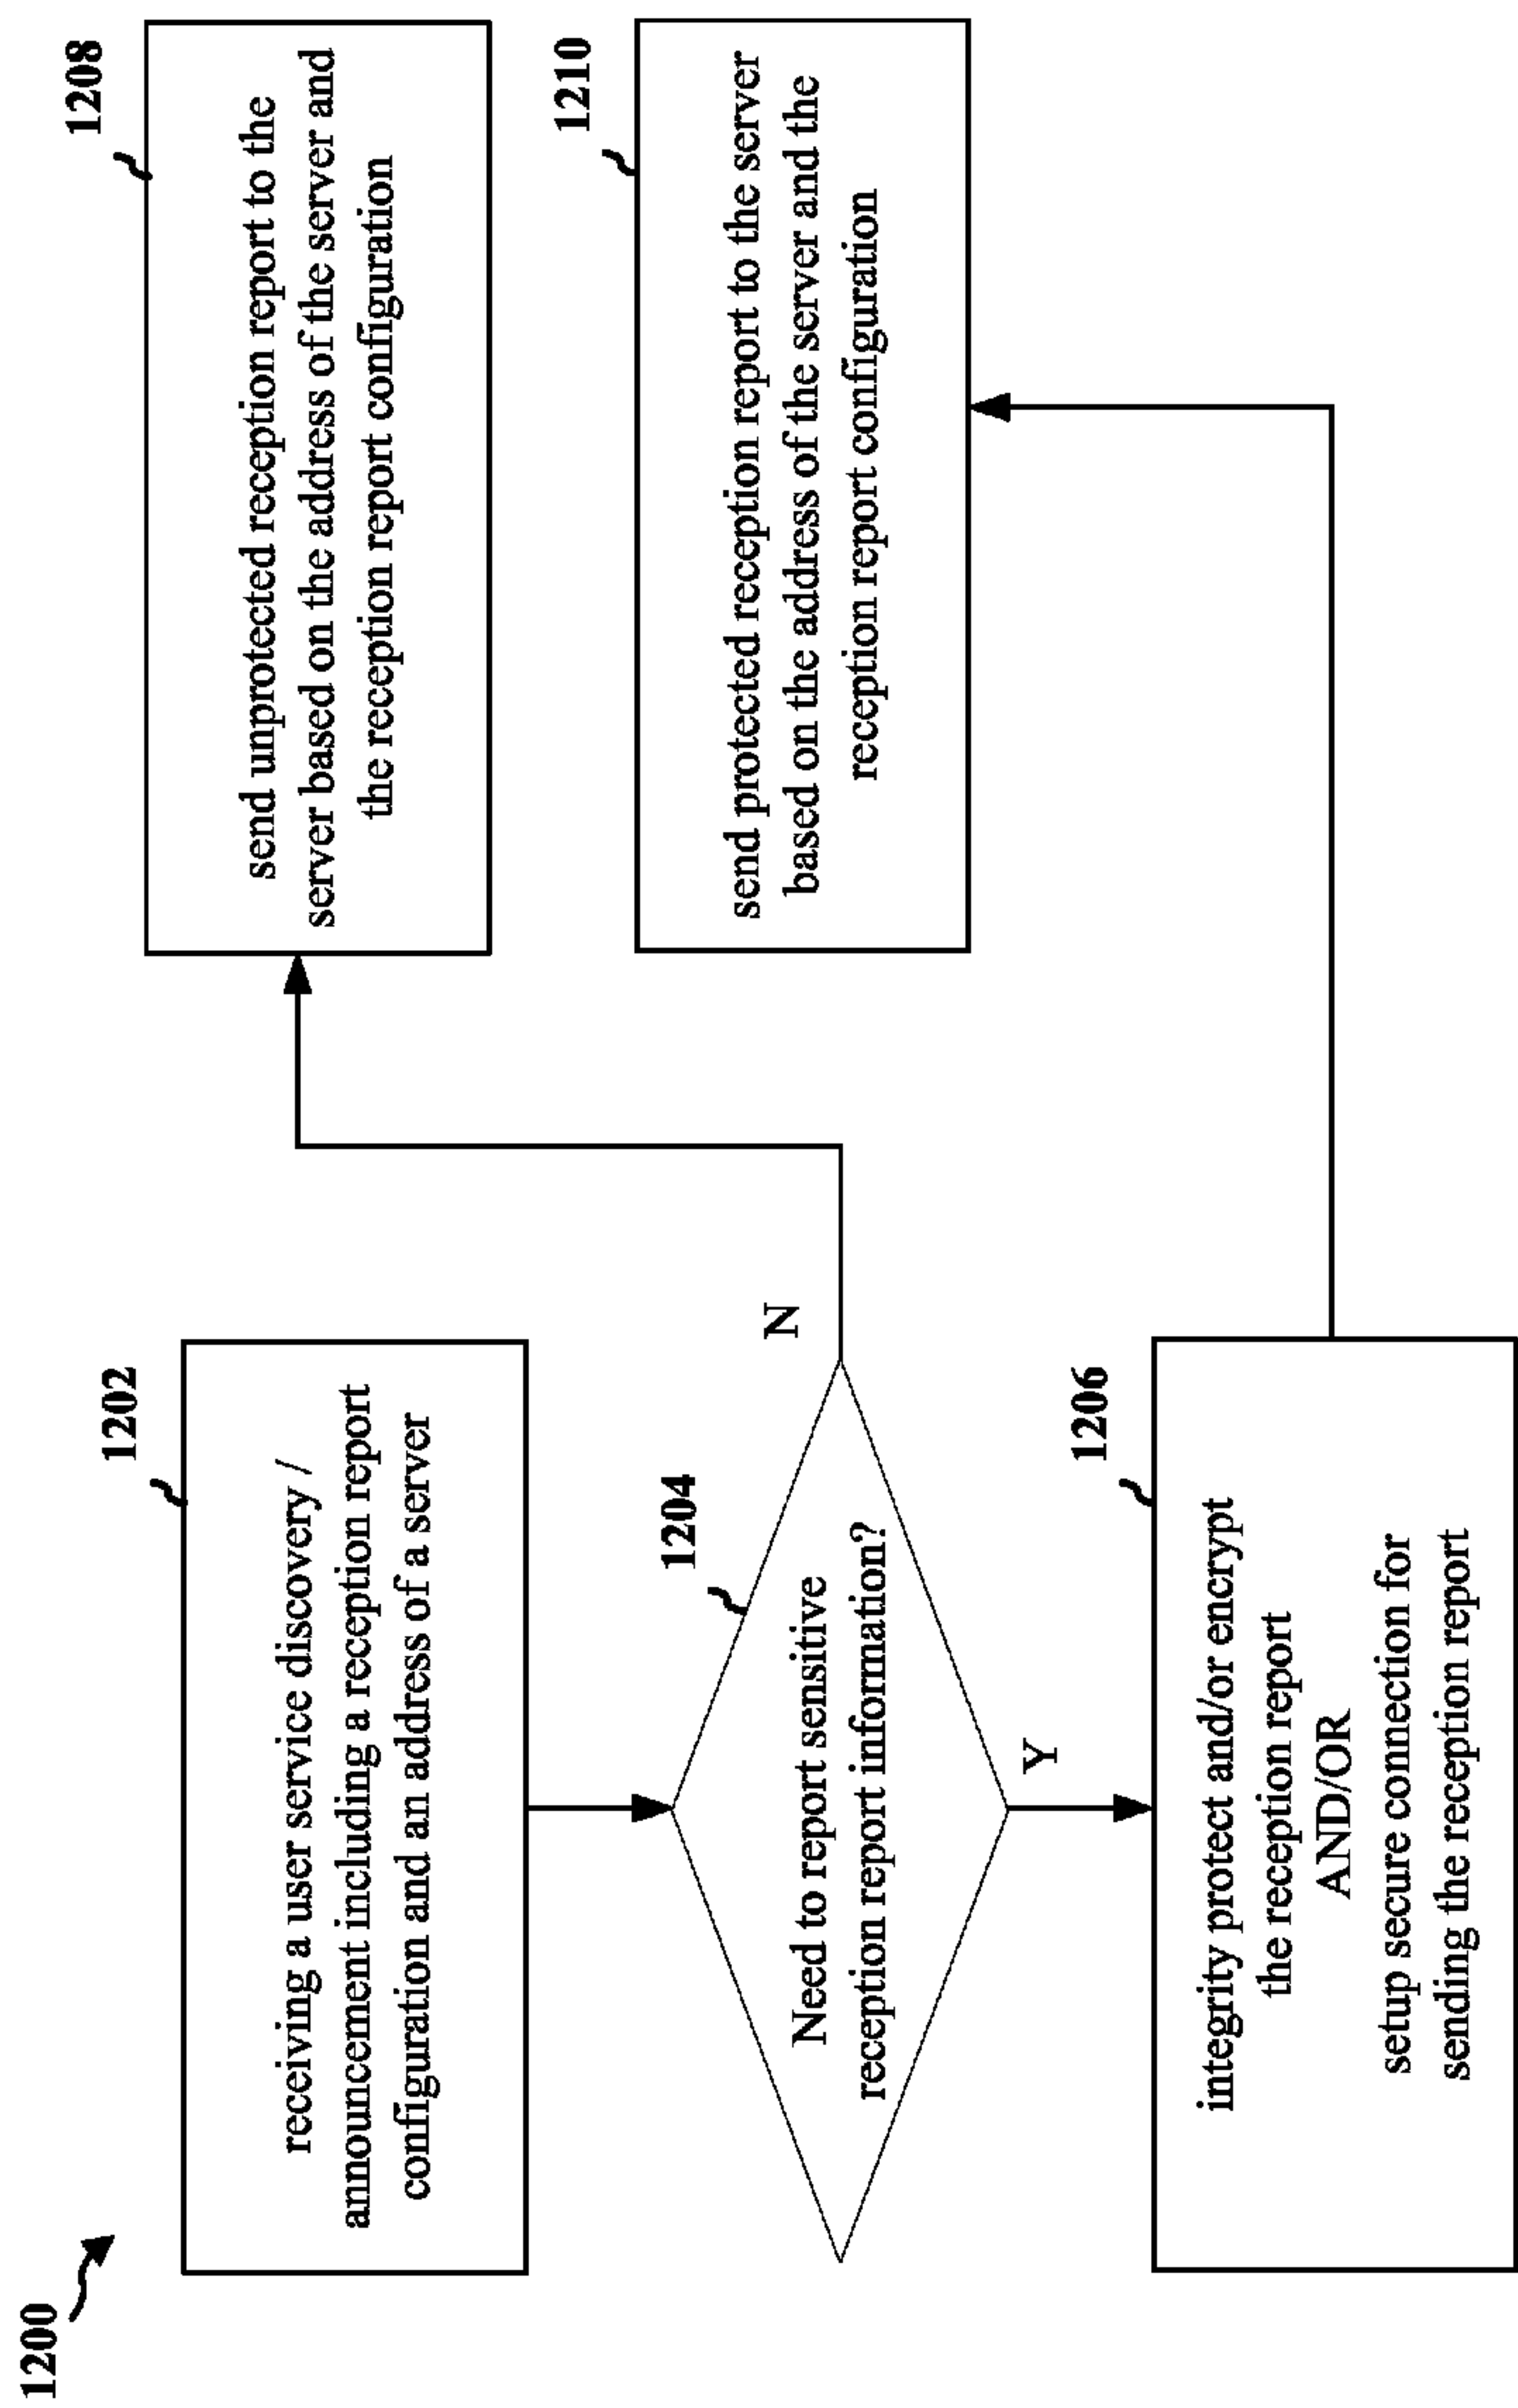 1200
1202
receiving a user service discovery /
announcement including a reception report
configuration and an address of a server
1204
Need to report sensitive
reception report information?
N
Y
1206
integrity protect and/or encrypt
the reception report
AND/OR
setup secure connection for
sending the reception report
1208
send unprotected reception report to the
server based on the address of the server and
the reception report configuration
1210
send protected reception report to the server
based on the address of the server and the
reception report configuration